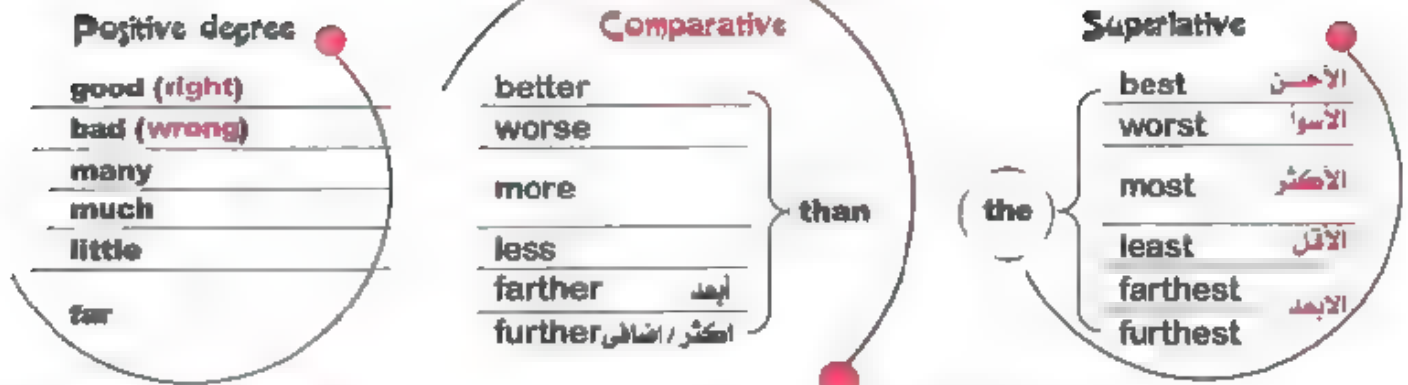 Positive degree
good (right)
bad (wrong)
many
much
little
far
Comparative
better
worse
more
less
farther أبعد
further أكثر / اضافى
than
Superlative
the
best الأحسن
worst الأسوأ
most الأكثر
least الأقل
farthest
furthest
الابعد